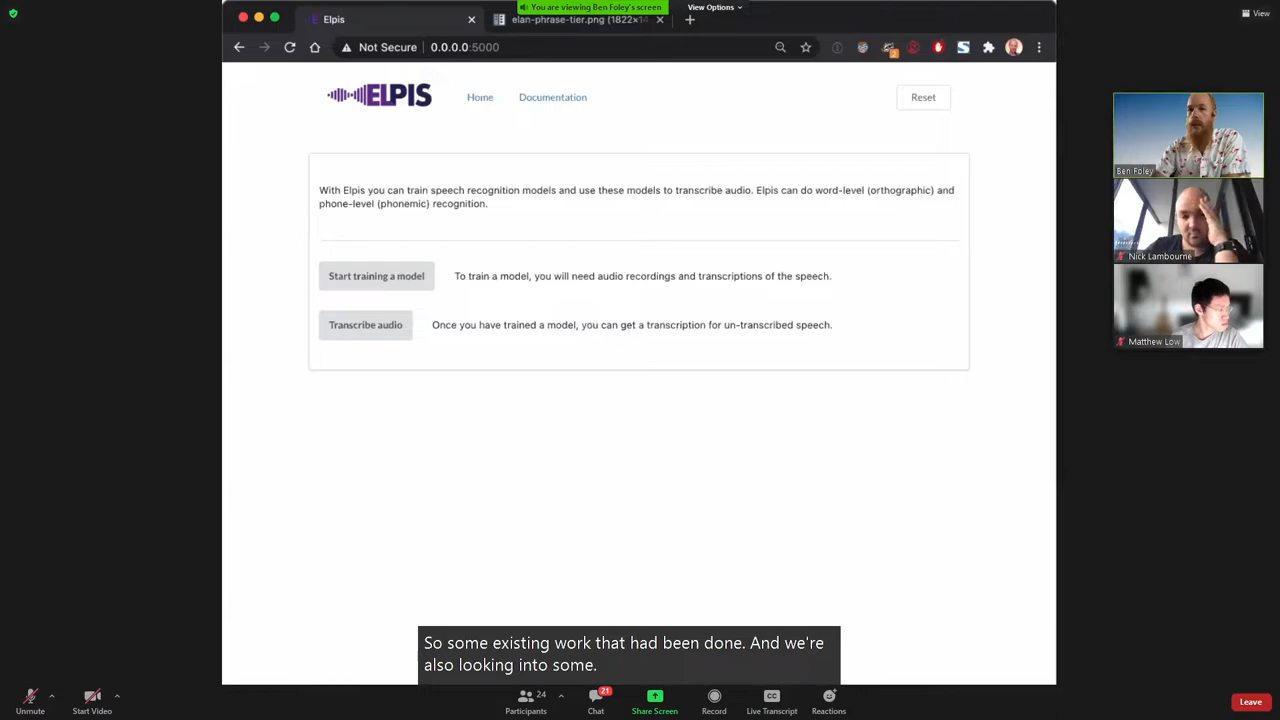 Elpis
elan-phrase-tier.png (1822×14
You are viewing Ben Foley's screen
View Options
View
Not Secure
0.0.0.0:5000
2
ELPIS
Home
Documentation
Reset
With Elpis you can train speech recognition models and use these models to transcribe audio. Elpis can do word-level (orthographic) and
phone-level (phonemic) recognition.
Start training a model
To train a model, you will need audio recordings and transcriptions of the speech.
Transcribe audio
Once you have trained a model, you can get a transcription for un-transcribed speech.
Ben Foley
Nick Lambourne
Matthew Low
So some existing work that had been done. And we're
also looking into some.
Unmute
Start Video
24
Participants
21
Chat
Share Screen
Record
CC
Live Transcript
Reactions
Leave